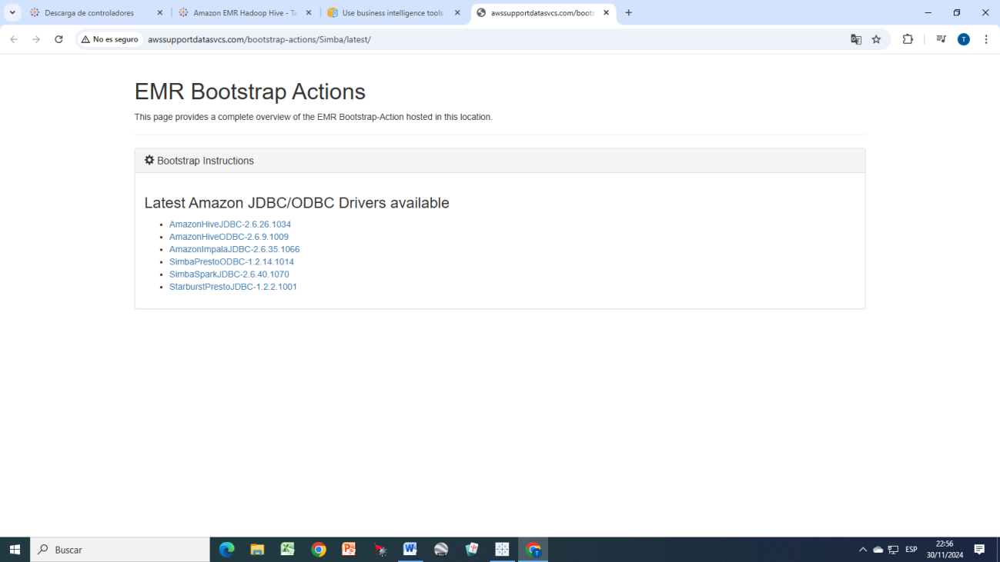 Descarga de controladores
Amazon EMR Hadoop Hive - Ta
Use business intelligence tools
awssupportdatasvcs.com/boots
No es seguro
awssupportdatasvcs.com/bootstrap-actions/Simba/latest/
T
EMR Bootstrap Actions
This page provides a complete overview of the EMR Bootstrap-Action hosted in this location.
Bootstrap Instructions
Latest Amazon JDBC/ODBC Drivers available
AmazonHiveJDBC-2.6.26.1034
AmazonHiveODBC-2.6.9.1009
AmazonImpalaJDBC-2.6.35.1066
SimbaPrestoODBC-1.2.14.1014
SimbaSparkJDBC-2.6.40.1070
StarburstPrestoJDBC-1.2.2.1001
Buscar
ESP
22:56
30/11/2024